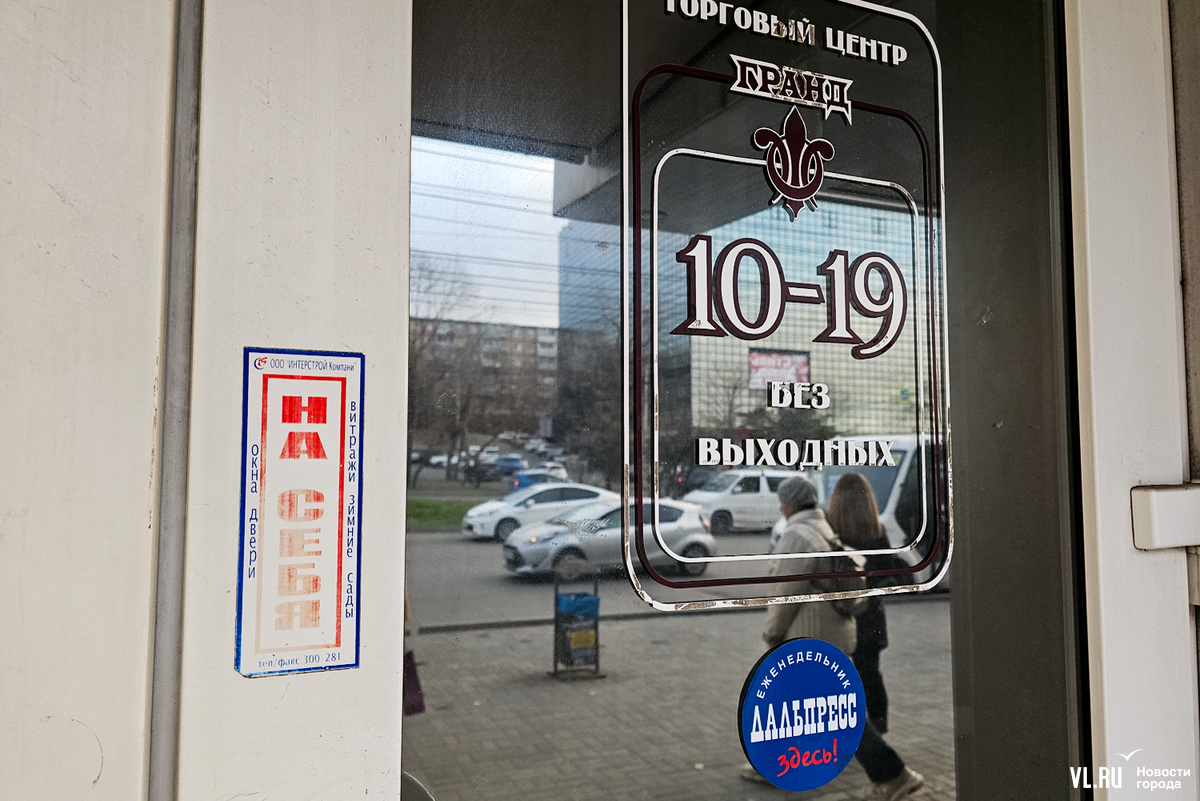 ТОРГОВЫЙ ЦЕНТР
ГРАНД
10-19
БЕЗ
ВЫХОДНЫХ
ООО "ИНТЕРСТРОЙ Компани"
НА СЕБЯ
окна двери
витражи зимние сады
тел/факс: 300 281
ЕЖЕНЕДЕЛЬНИК
ДАЛЬПРЕСС
здесь!
VL.RU
Новости
города